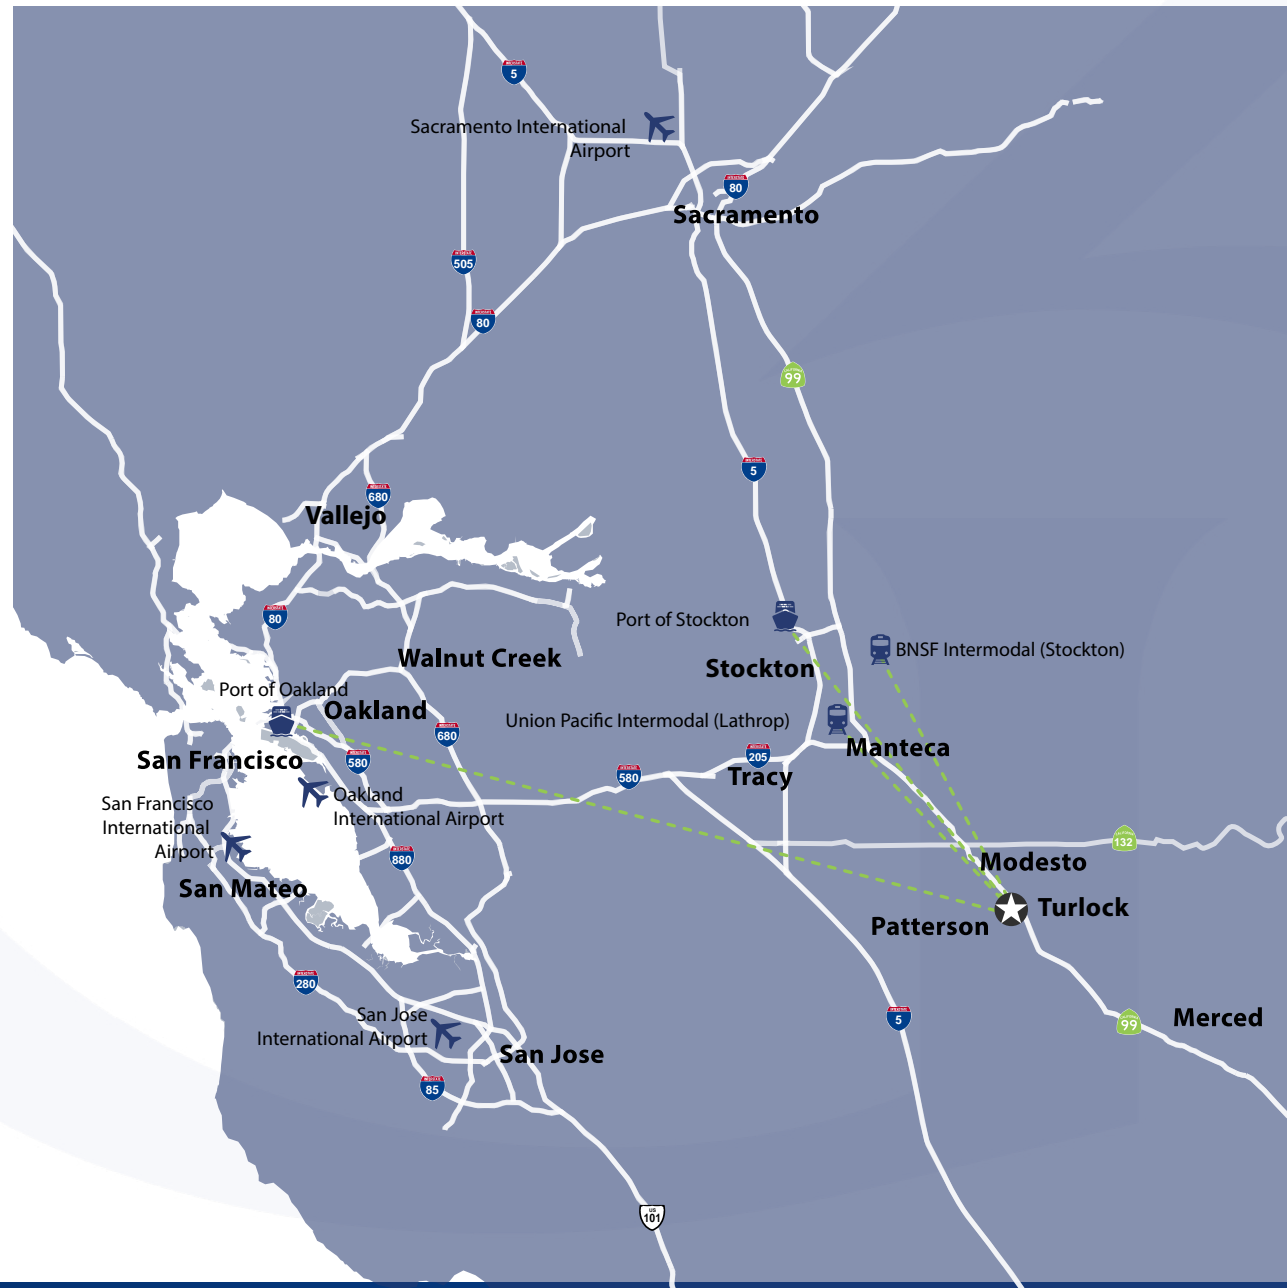 5
Sacramento International
Airport
80
Sacramento
505
80
99
5
680
Vallejo
80
Port of Stockton
BNSF Intermodal (Stockton)
Walnut Creek
Stockton
Port of Oakland
Oakland
Union Pacific Intermodal (Lathrop)
680
Manteca
San Francisco
580
205
580
Tracy
Oakland
International Airport
San Francisco
International
Airport
CALIFORNIA
132
880
Modesto
San Mateo
Turlock
Patterson
280
5
Merced
99
San Jose
International Airport
San Jose
85
US
101